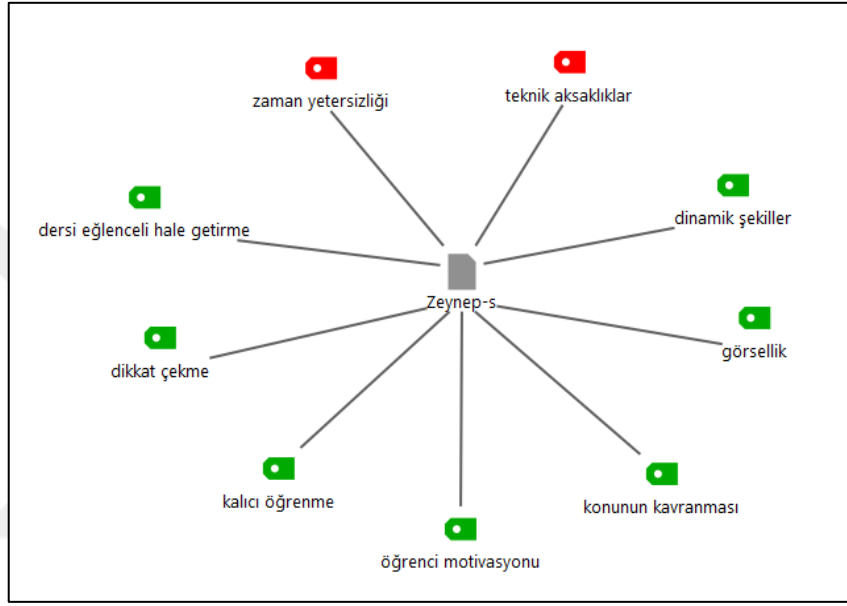 zaman yetersizliği
teknik aksaklıklar
dinamik şekiller
dersi eğlenceli hale getirme
Zeynep-s
görsellik
dikkat çekme
kalıcı öğrenme
konunun kavranması
öğrenci motivasyonu